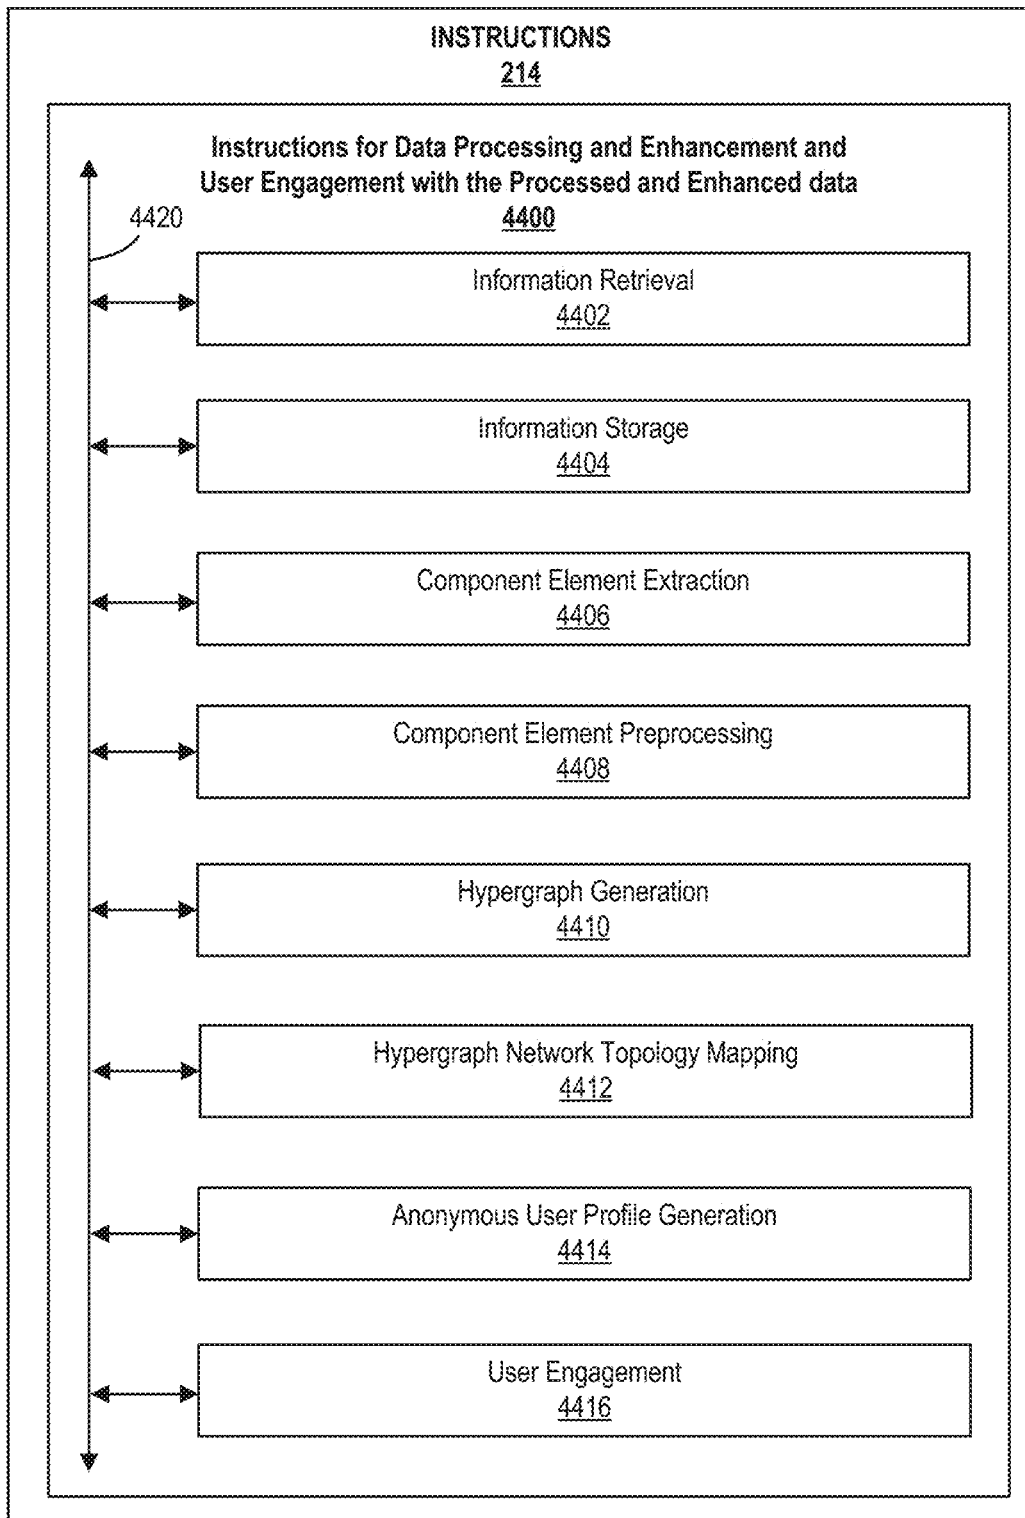 INSTRUCTIONS
214
Instructions for Data Processing and Enhancement and
User Engagement with the Processed and Enhanced data
4400
4420
Information Retrieval
4402
Information Storage
4404
Component Element Extraction
4406
Component Element Preprocessing
4408
Hypergraph Generation
4410
Hypergraph Network Topology Mapping
4412
Anonymous User Profile Generation
4414
User Engagement
4416